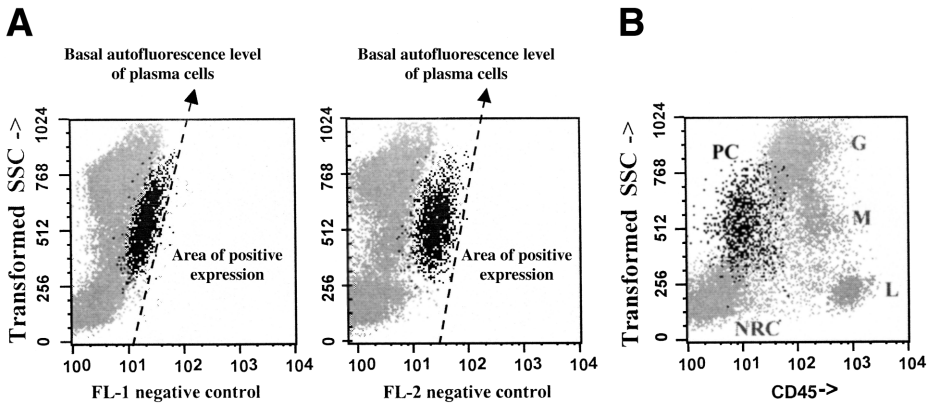 A
Basal autofluorescence level
of plasma cells
Basal autofluorescence level
of plasma cells
B
Transformed SSC ->
1024
768
512
256
0
Area of positive
expression
100
101
102
103
104
FL-1 negative control
1024
768
512
256
0
Area of positive
expression
100
101
102
103
104
FL-2 negative control
Transformed SSC ->
1024
768
512
256
0
PC
G
M
L
NRC
100
101
102
103
104
CD45->